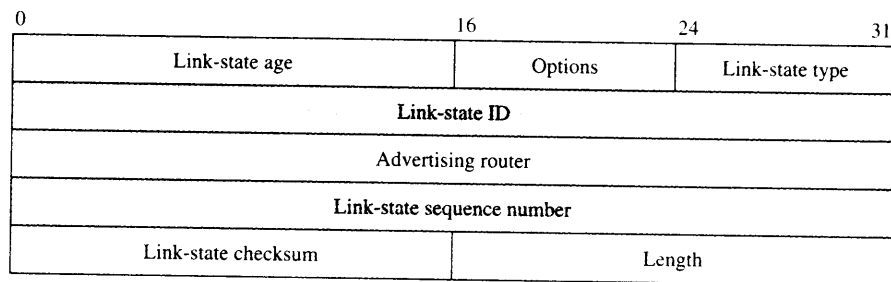 0 16 24 31
Link-state age Options Link-state type
Link-state ID
Advertising router
Link-state sequence number
Link-state checksum Length